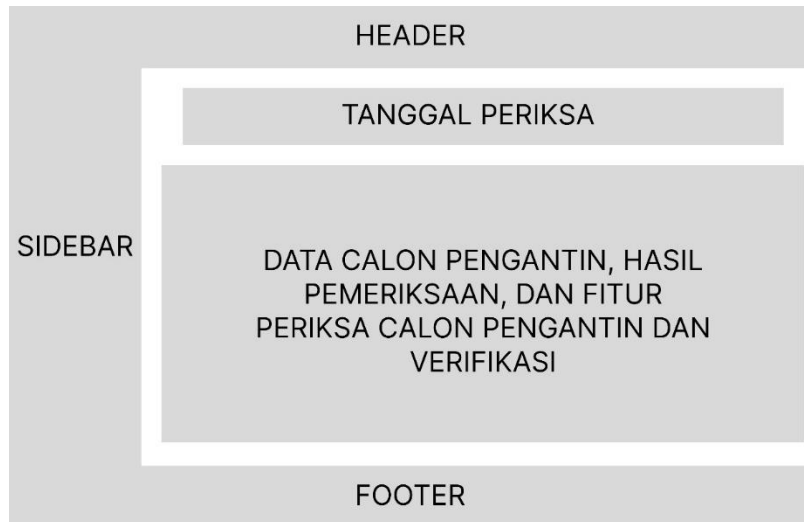 HEADER
TANGGAL PERIKSA
SIDEBAR
DATA CALON PENGANTIN, HASIL
PEMERIKSAAN, DAN FITUR
PERIKSA CALON PENGANTIN DAN
VERIFIKASI
FOOTER